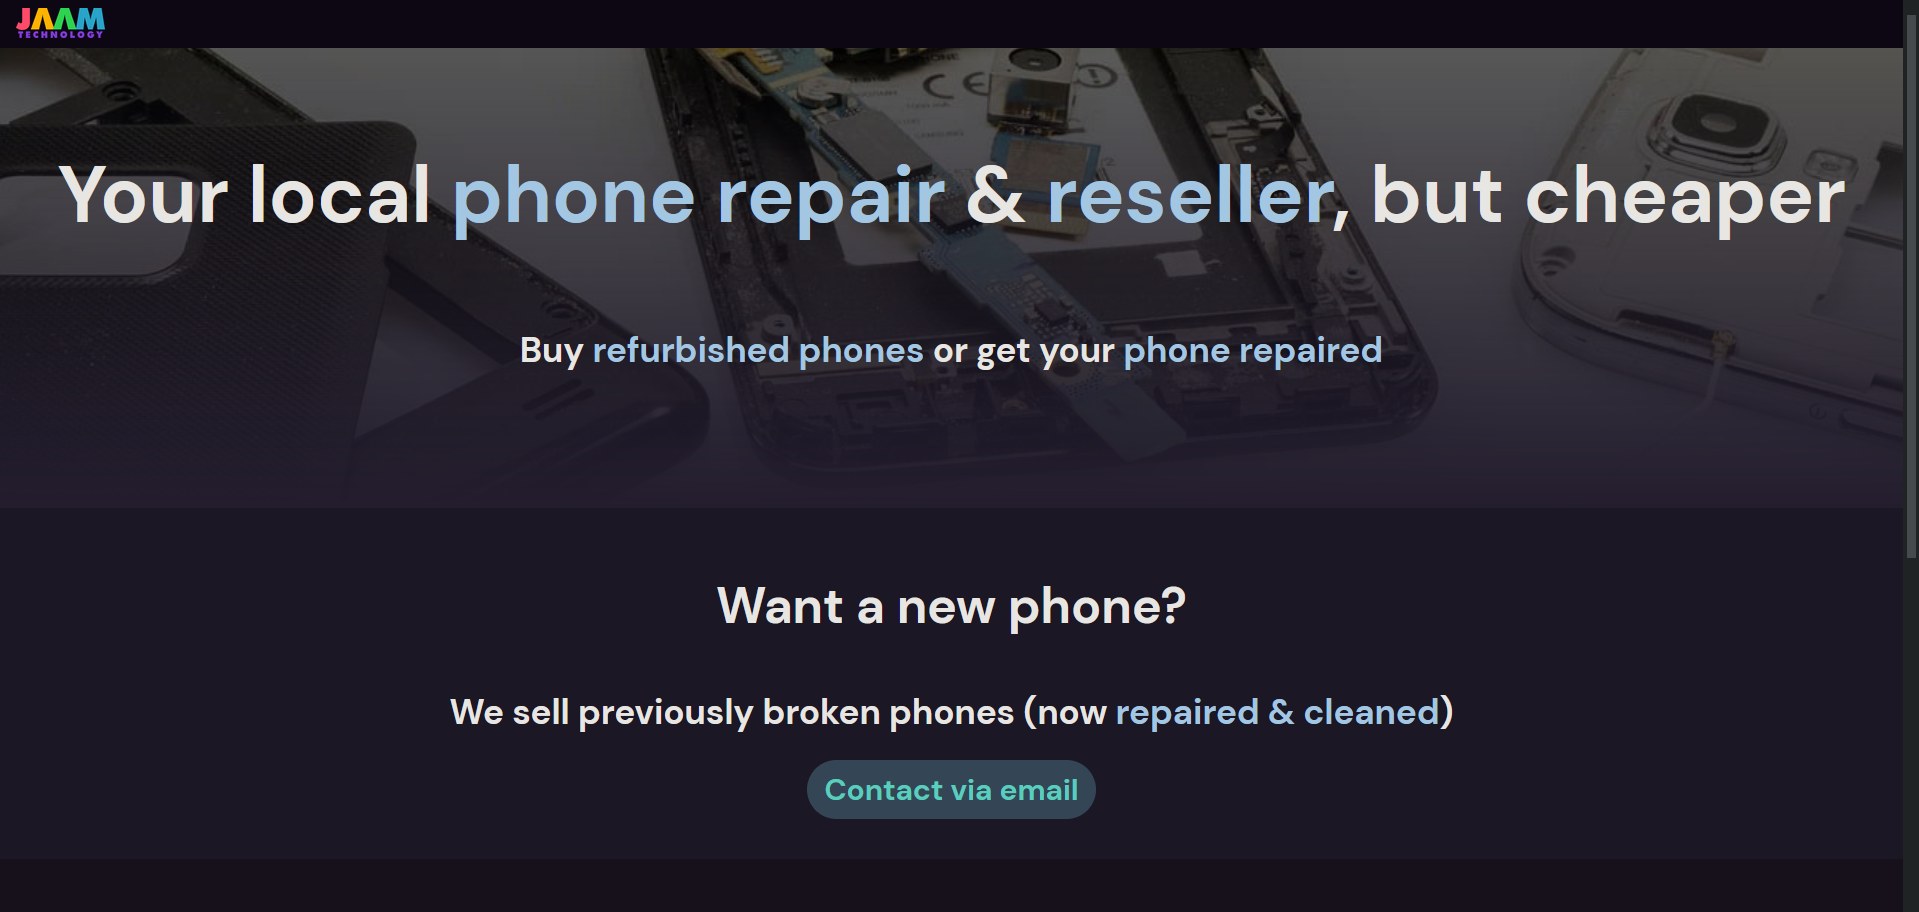 JAAM
TECHNOLOGY
Your local phone repair & reseller, but cheaper
Buy refurbished phones or get your phone repaired
Want a new phone?
We sell previously broken phones (now repaired & cleaned)
Contact via email